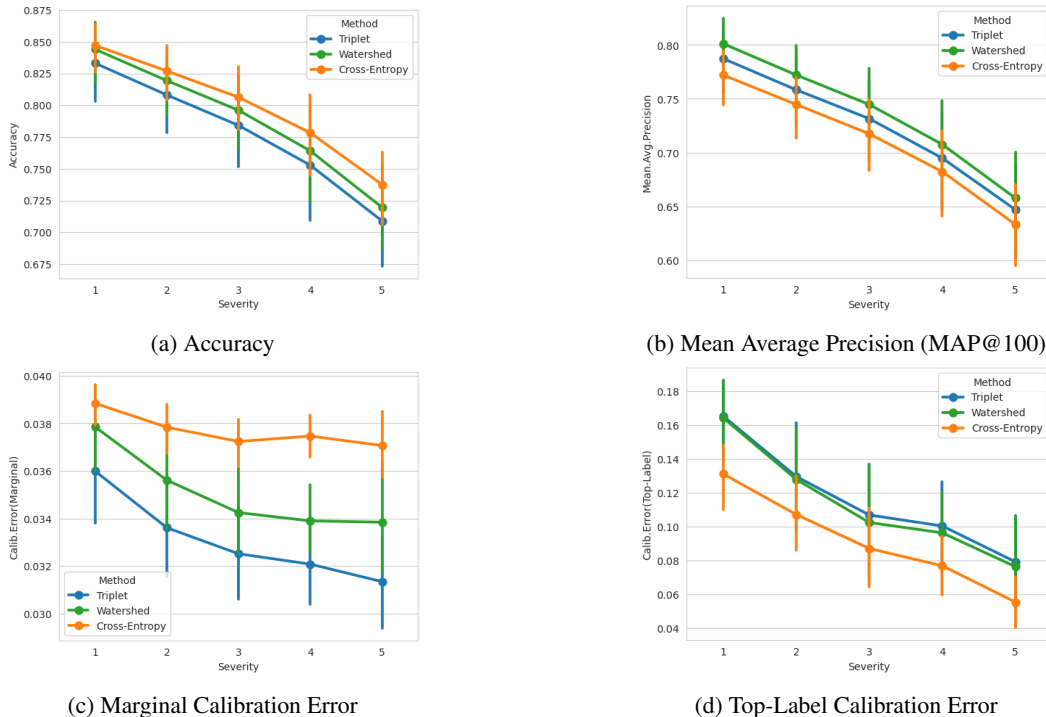 0.875
0.850
0.825
0.800
0.775
0.750
0.725
0.700
0.675
Accuracy
Method
Triplet
Watershed
Cross-Entropy
1 2 3 4 5
Severity
(a) Accuracy
0.80
0.75
0.70
0.65
0.60
Mean.Avg.Precision
Method
Triplet
Watershed
Cross-Entropy
1 2 3 4 5
Severity
(b) Mean Average Precision (MAP@100)
0.040
0.038
0.036
0.034
0.032
0.030
Calib.Error(Marginal)
Method
Triplet
Watershed
Cross-Entropy
1 2 3 4 5
Severity
(c) Marginal Calibration Error
0.18
0.16
0.14
0.12
0.10
0.08
0.06
0.04
Calib.Error(Top-Label)
Method
Triplet
Watershed
Cross-Entropy
1 2 3 4 5
Severity
(d) Top-Label Calibration Error